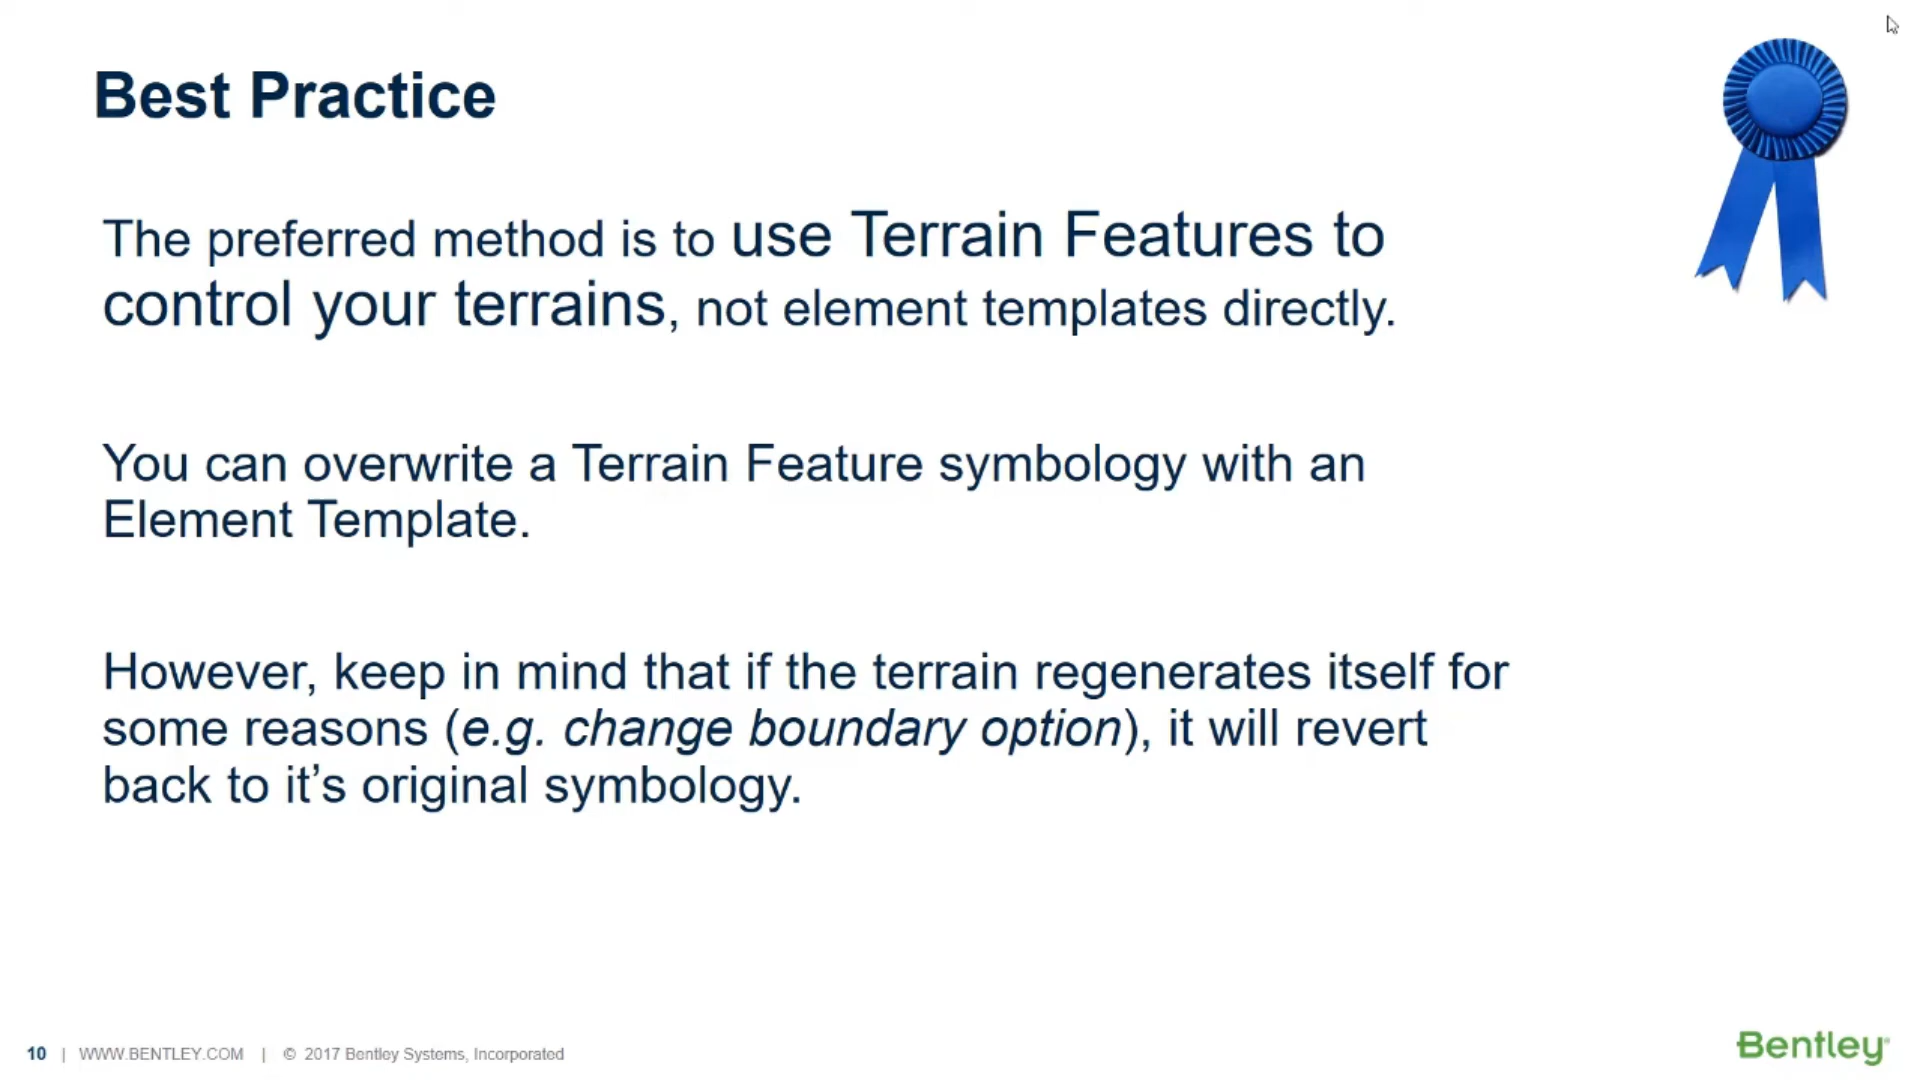 Best Practice
The preferred method is to use Terrain Features to
control your terrains, not element templates directly.
You can overwrite a Terrain Feature symbology with an
Element Template.
However, keep in mind that if the terrain regenerates itself for
some reasons (e.g. change boundary option), it will revert
back to it’s original symbology.
10 | WWW.BENTLEY.COM | © 2017 Bentley Systems, Incorporated
Bentley